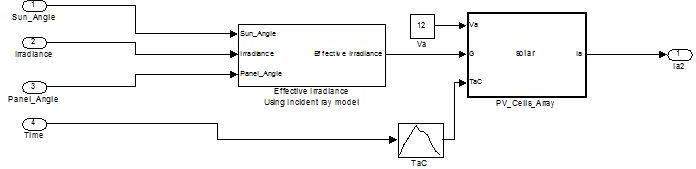 1
Sun_Angle
2
Irradiance
3
Panel_Angle
4
Time
Sun_Angle
Irradiance
Panel_Angle
Effective Irradiance
Effective Irradiance
Using Incident ray model
12
Va
TaC
Va
G
TaC
solar
Ia
PV_Cells_Array
1
Ia2